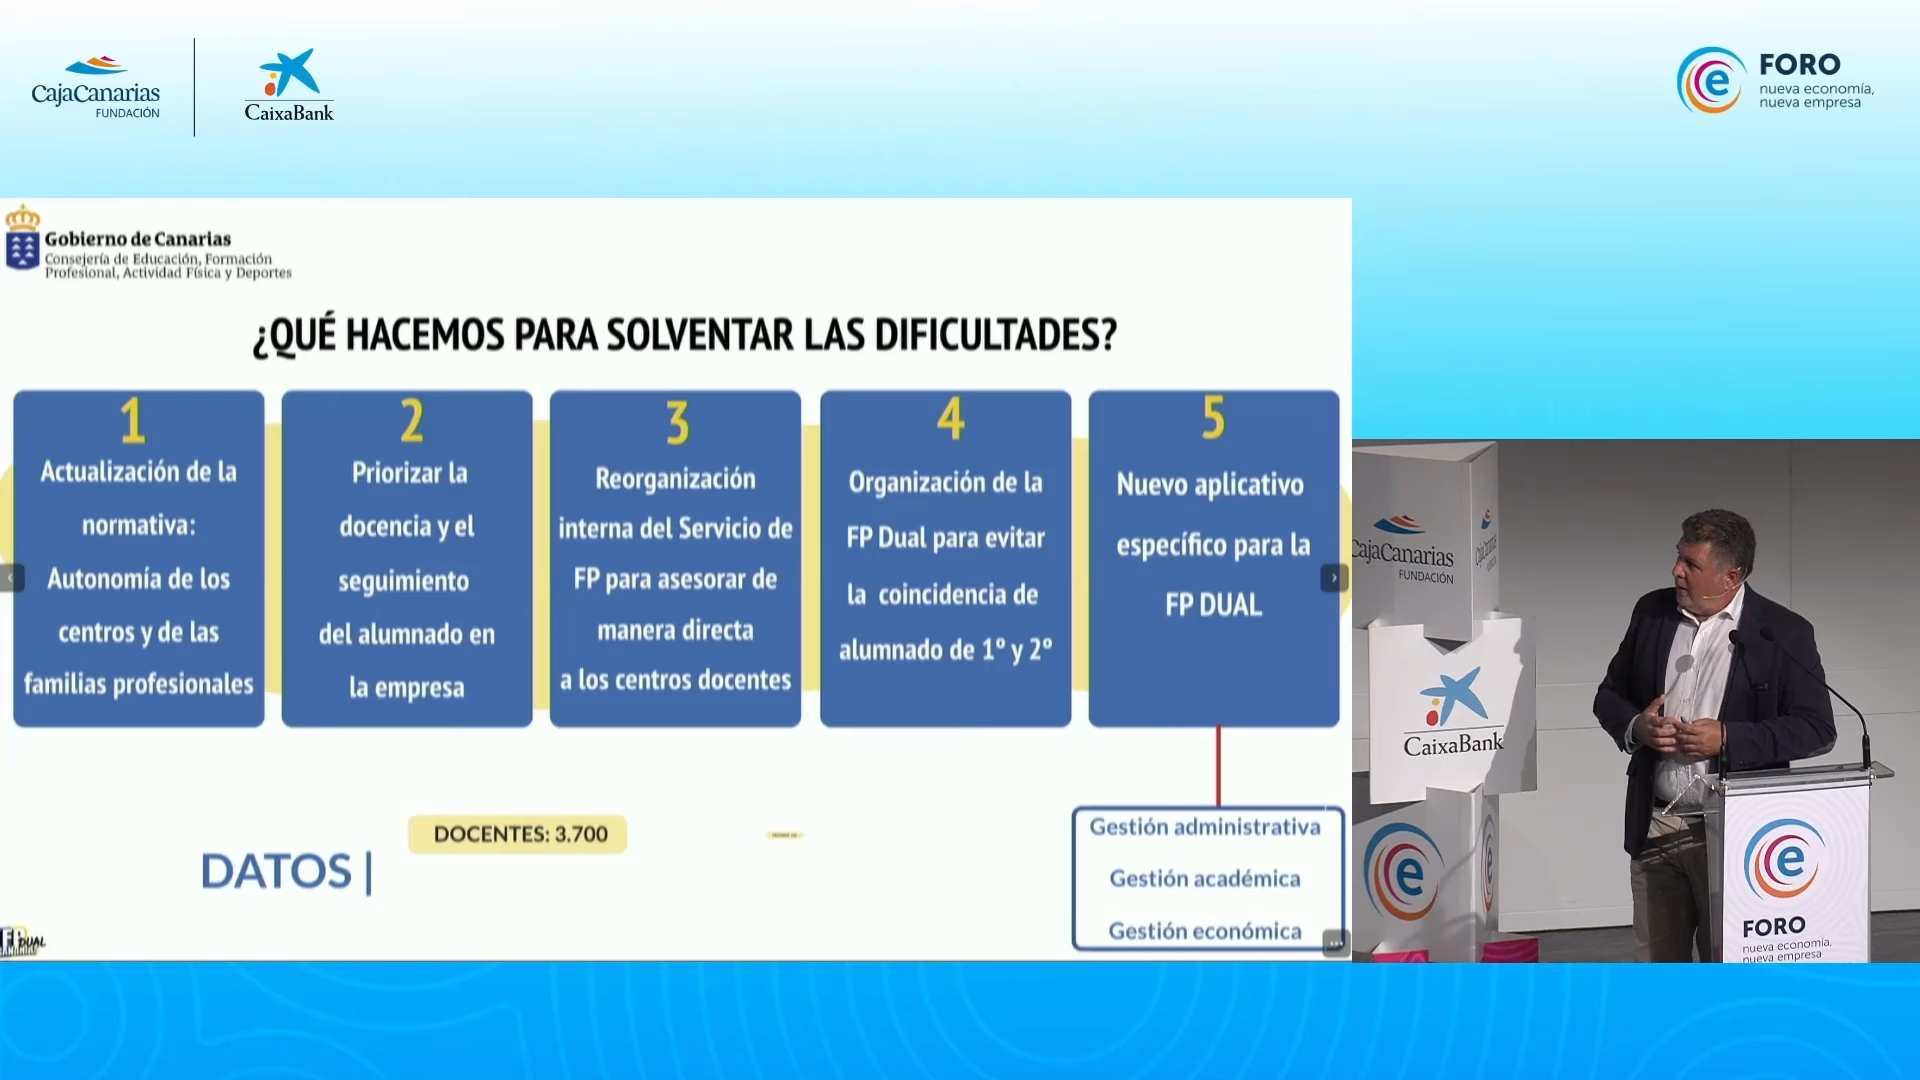 CajaCanarias
FUNDACIÓN
CaixaBank
FORO
nueva economía,
nueva empresa
Gobierno de Canarias
Consejería de Educación, Formación
Profesional, Actividad Física y Deportes
¿QUÉ HACEMOS PARA SOLVENTAR LAS DIFICULTADES?
1
Actualización de la
normativa:
Autonomía de los
centros y de las
familias profesionales
2
Priorizar la
docencia y el
seguimiento
del alumnado en
la empresa
3
Reorganización
interna del Servicio de
FP para asesorar de
manera directa
a los centros docentes
4
Organización de la
FP Dual para evitar
la coincidencia de
alumnado de 1º y 2º
5
Nuevo aplicativo
específico para la
FP DUAL
Gestión administrativa
Gestión académica
Gestión económica
DOCENTES: 3.700
DATOS |
FP DUAL
CajaCanarias
FUNDACIÓN
CaixaBank
FORO
nueva economía,
nueva empresa